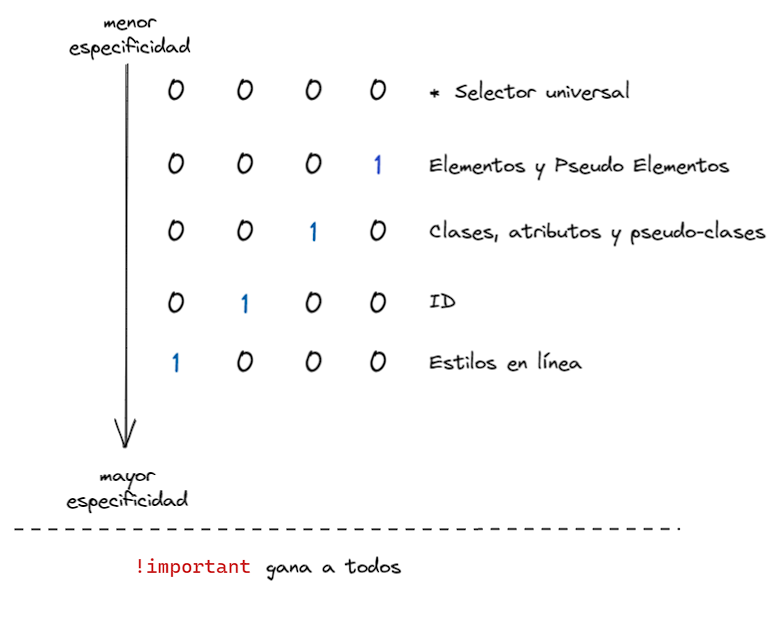 menor
especificidad
0 0 0 0 * Selector universal
0 0 0 1 Elementos y Pseudo Elementos
0 0 1 0 Clases, atributos y pseudo-clases
0 1 0 0 ID
1 0 0 0 Estilos en línea
mayor
especificidad
!important gana a todos